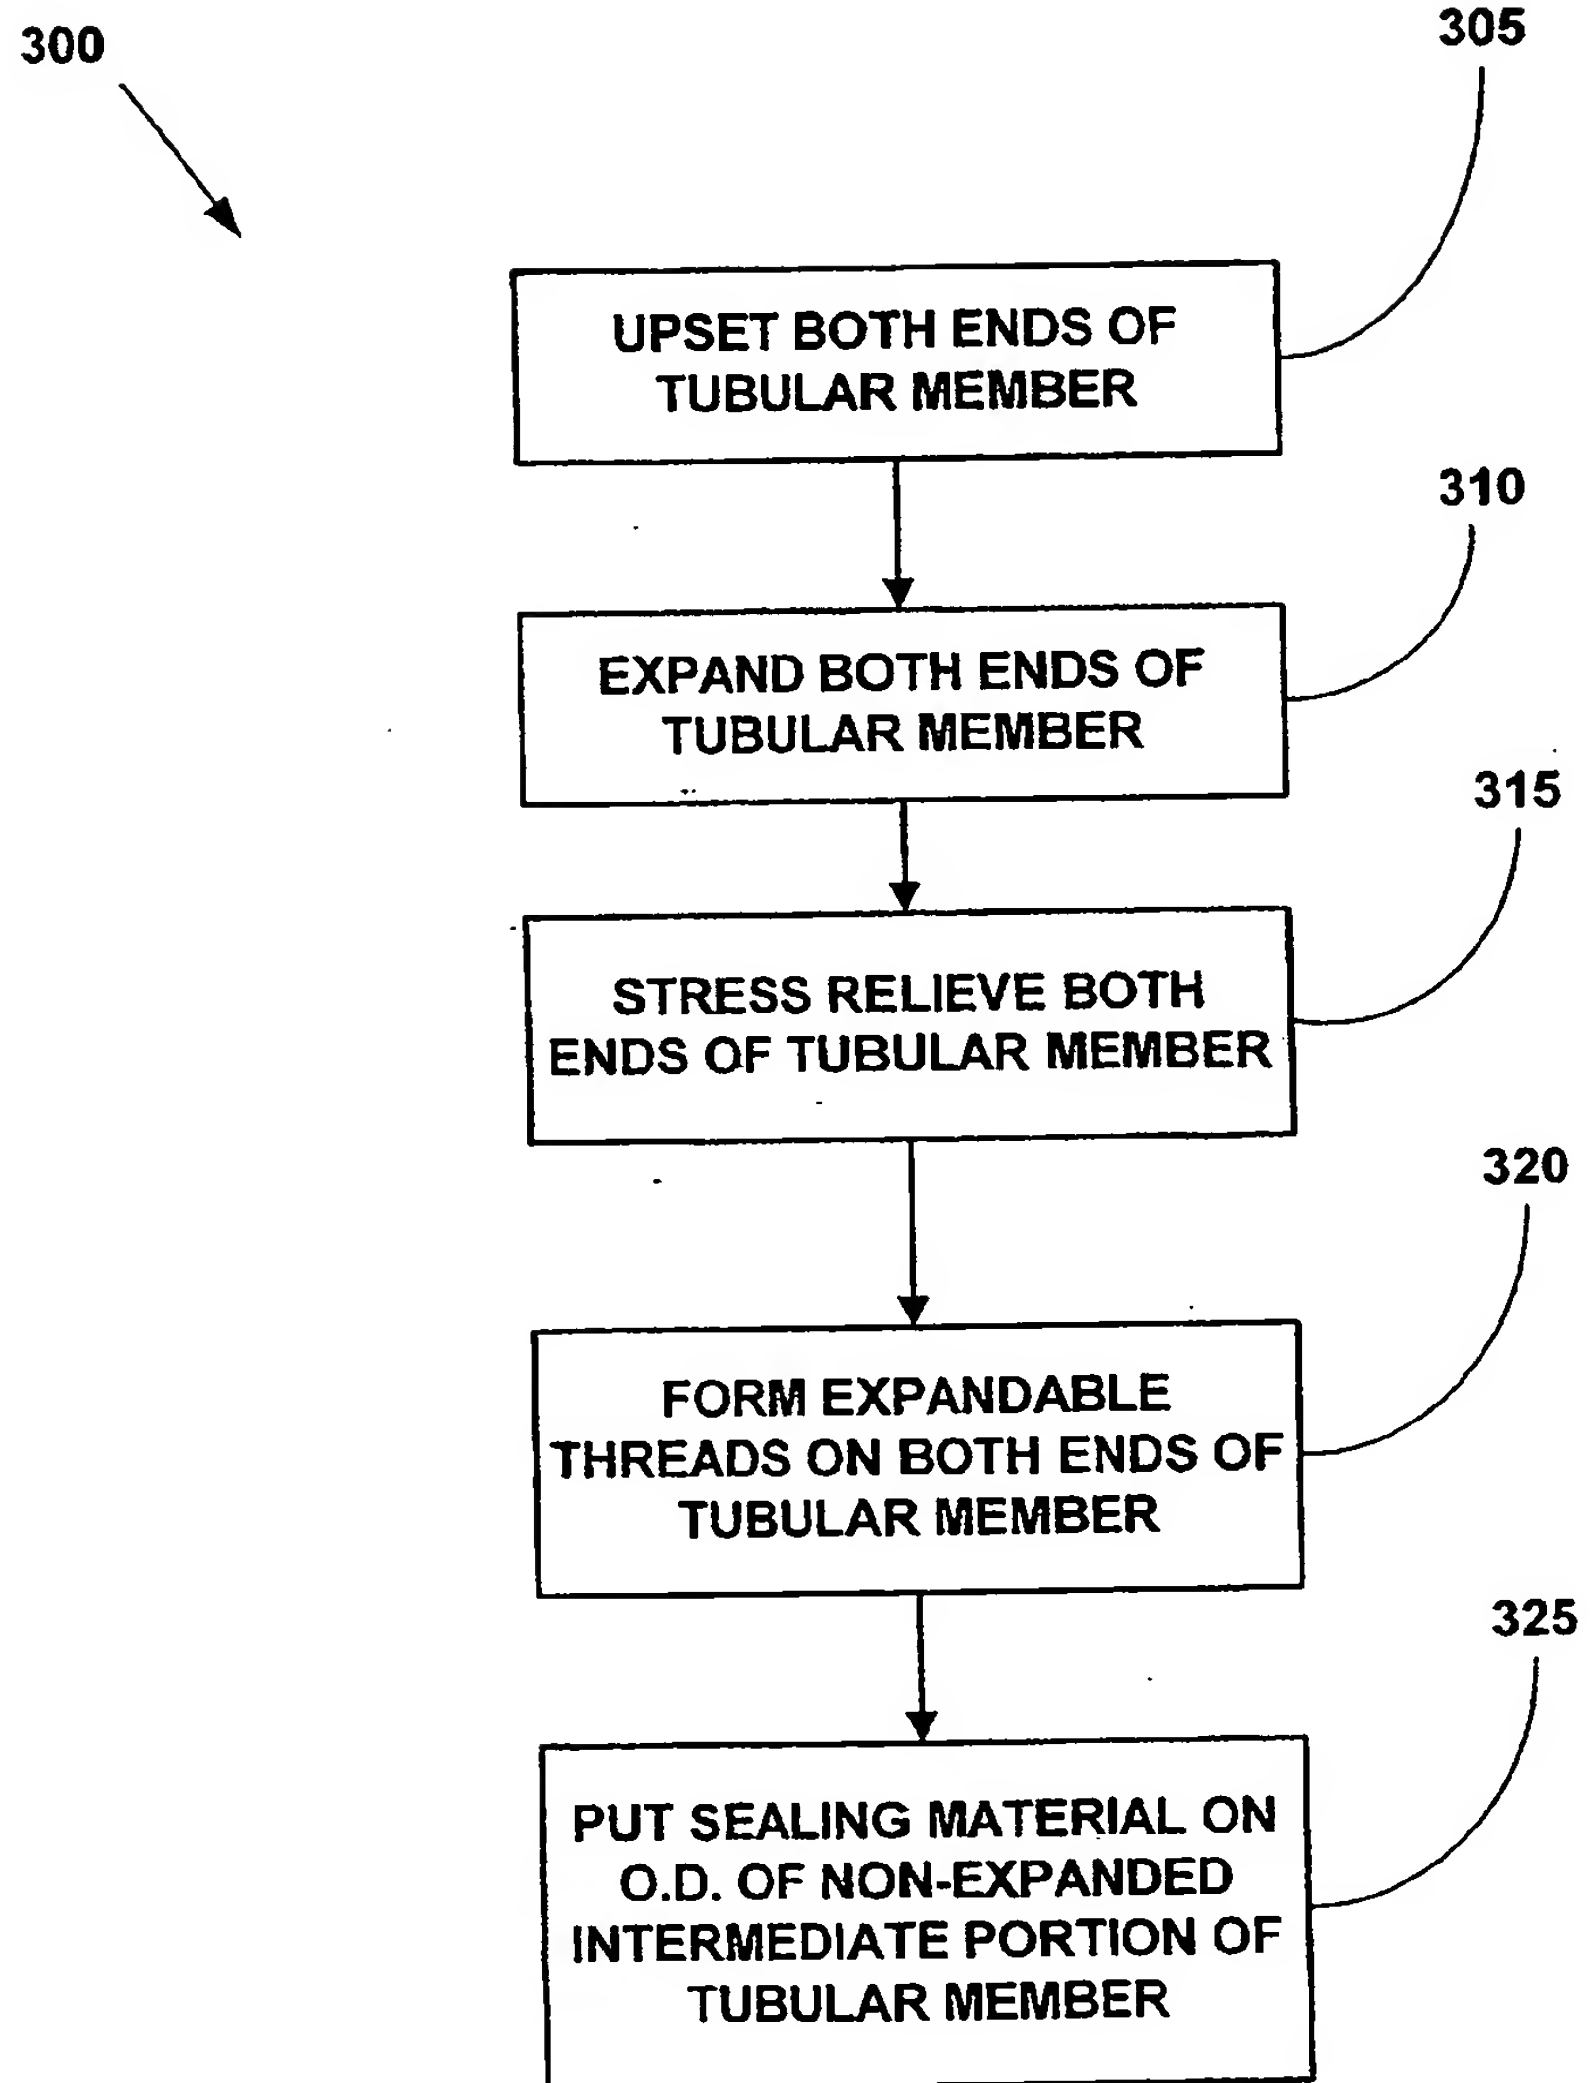 300
305
UPSET BOTH ENDS OF
TUBULAR MEMBER
310
EXPAND BOTH ENDS OF
TUBULAR MEMBER
315
STRESS RELIEVE BOTH
ENDS OF TUBULAR MEMBER
320
FORM EXPANDABLE
THREADS ON BOTH ENDS OF
TUBULAR MEMBER
325
PUT SEALING MATERIAL ON
O.D. OF NON-EXPANDED
INTERMEDIATE PORTION OF
TUBULAR MEMBER